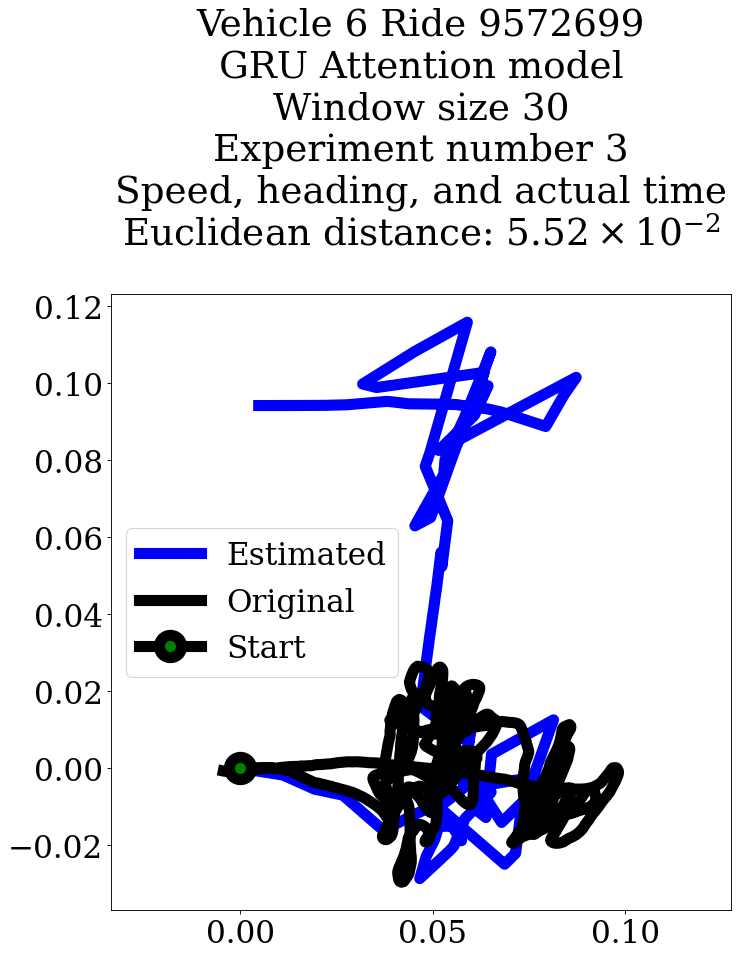 Vehicle 6 Ride 9572699
GRU Attention model
Window size 30
Experiment number 3
Speed, heading, and actual time
Euclidean distance: 5.52 × 10⁻²
0.12
0.10
0.08
0.06
0.04
0.02
0.00
−0.02
Estimated
Original
Start
0.00 0.05 0.10